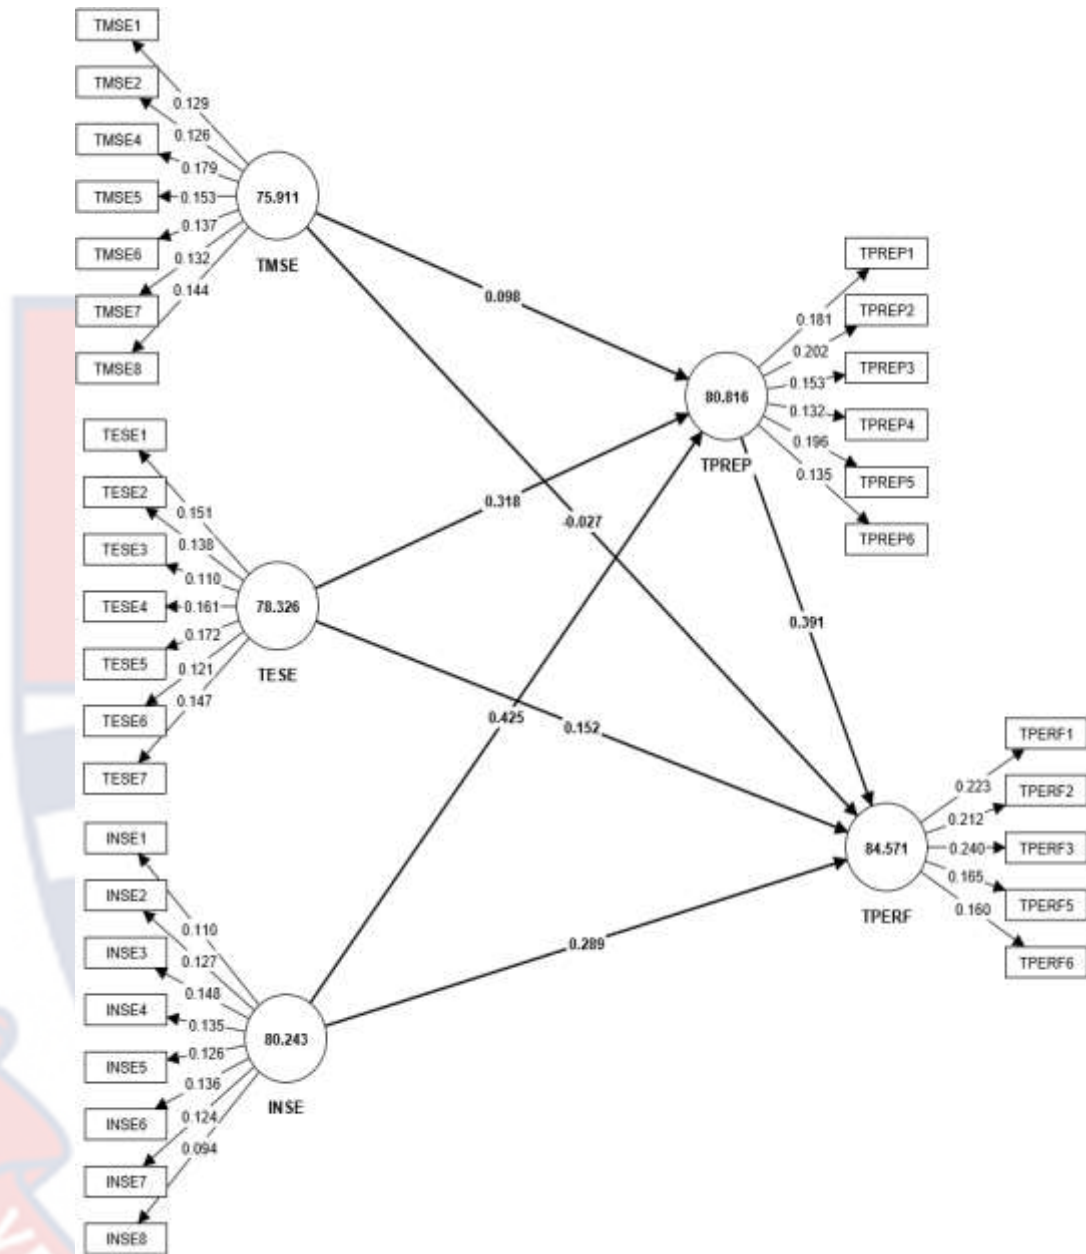 TMSE1
TMSE2
TMSE4
TMSE5
TMSE6
TMSE7
TMSE8
0.129
0.126
0.179
0.153
0.137
0.132
0.144
75.911
TMSE
TESE1
TESE2
TESE3
TESE4
TESE5
TESE6
TESE7
0.151
0.138
0.110
0.161
0.172
0.121
0.147
78.326
TESE
INSE1
INSE2
INSE3
INSE4
INSE5
INSE6
INSE7
INSE8
0.110
0.127
0.148
0.135
0.126
0.136
0.124
0.094
80.243
INSE
0.098
0.318
-0.027
0.425
0.152
0.289
0.391
80.816
TPREP
0.181
0.202
0.153
0.132
0.196
0.135
TPREP1
TPREP2
TPREP3
TPREP4
TPREP5
TPREP6
84.571
TPERF
0.223
0.212
0.240
0.165
0.160
TPERF1
TPERF2
TPERF3
TPERF5
TPERF6